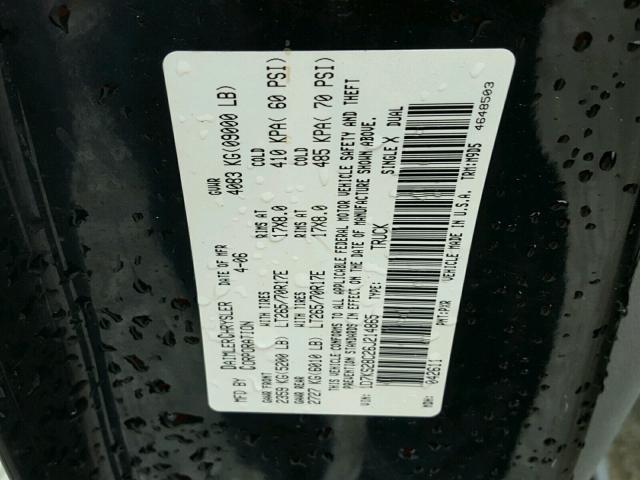 MFD BY DAIMLERCHRYSLER CORPORATION DATE OF MFR 4-06 GVWR 4083 KG(09000 LB)
GAWR FRONT WITH TIRES RIMS AT COLD
2359 KG(5200 LB) LT265/70R17E 17X8.0 410 KPA( 60 PSI)
GAWR REAR WITH TIRES RIMS AT COLD
2727 KG(6010 LB) LT265/70R17E 17X8.0 485 KPA( 70 PSI)
THIS VEHICLE CONFORMS TO ALL APPLICABLE FEDERAL MOTOR VEHICLE SAFETY AND THEFT
PREVENTION STANDARDS IN EFFECT ON THE DATE OF MANUFACTURE SHOWN ABOVE.
VIN: 1D7KS28C28J214865 TYPE: TRUCK SINGLE X DUAL
MDH: 042611 PNT:PXR VEHICLE MADE IN U.S.A. TRM:M9D5
4648503